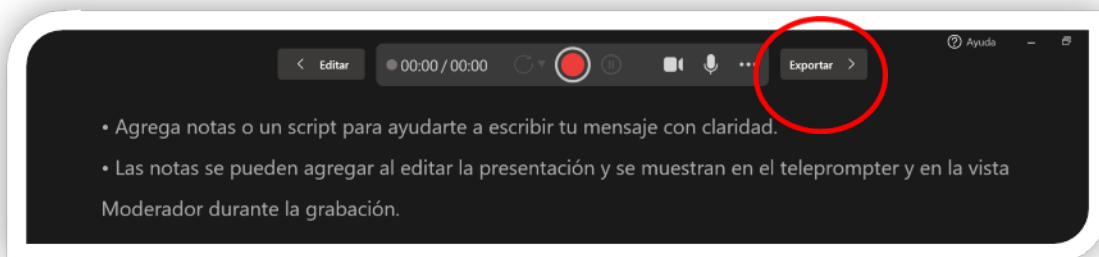 Ayuda
Editar 00:00 / 00:00 Exportar
• Agrega notas o un script para ayudarte a escribir tu mensaje con claridad.
• Las notas se pueden agregar al editar la presentación y se muestran en el teleprompter y en la vista
Moderador durante la grabación.